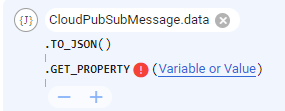 {J} CloudPubSubMessage.data
.TO_JSON()
.GET_PROPERTY ! (Variable or Value)